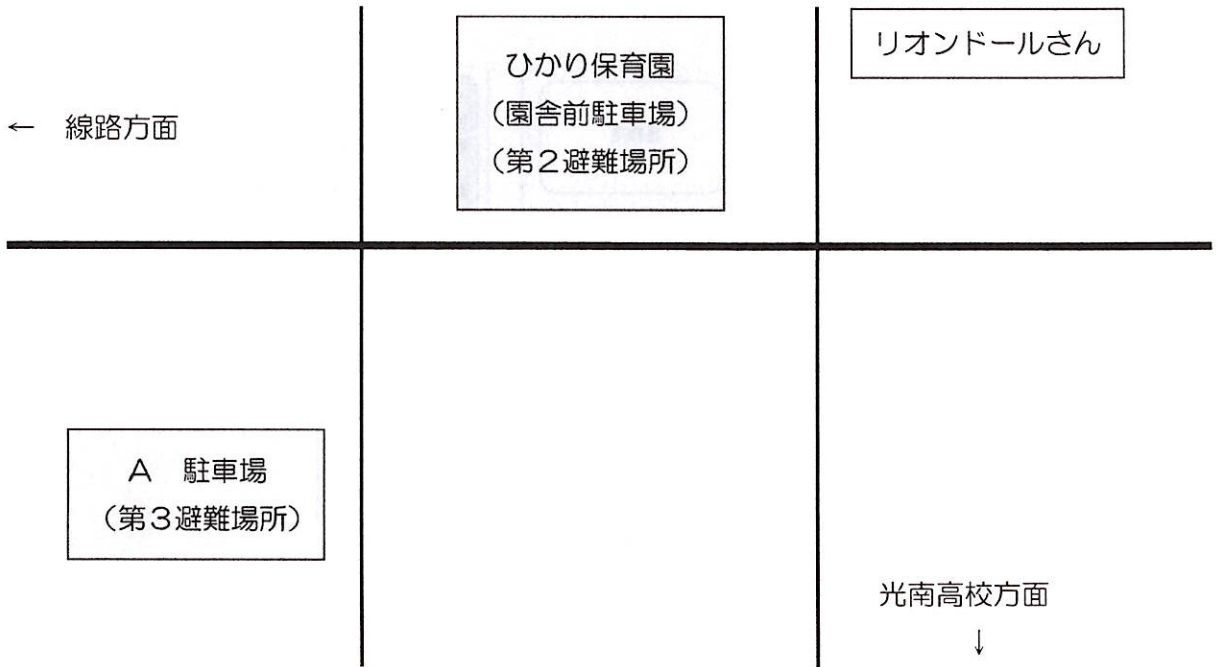 ひかり保育園
（園舎前駐車場）
（第２避難場所）
リオンドールさん
← 線路方面
A　駐車場
（第３避難場所）
光南高校方面
↓